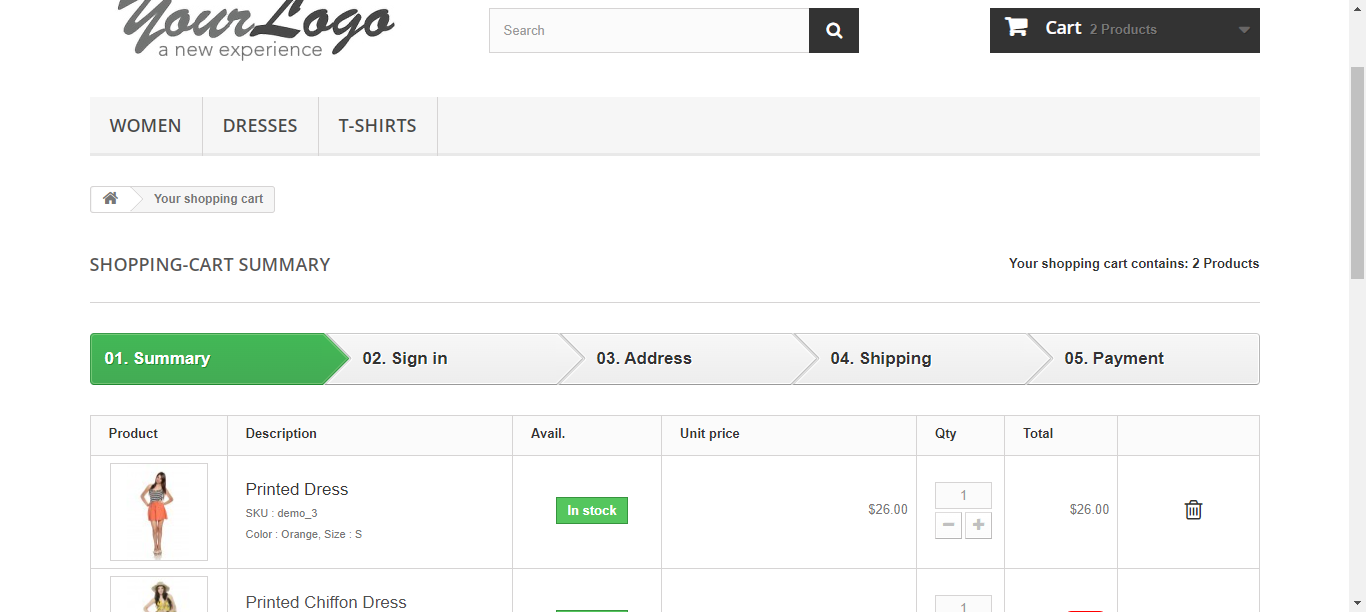 YourLogo
a new experience
Search
Cart 2 Products
WOMEN DRESSES T-SHIRTS
Your shopping cart
SHOPPING-CART SUMMARY
Your shopping cart contains: 2 Products
01. Summary 02. Sign in 03. Address 04. Shipping 05. Payment
Product Description Avail. Unit price Qty Total
Printed Dress
SKU : demo_3
Color : Orange, Size : S
In stock
$26.00
1
$26.00
Printed Chiffon Dress
1